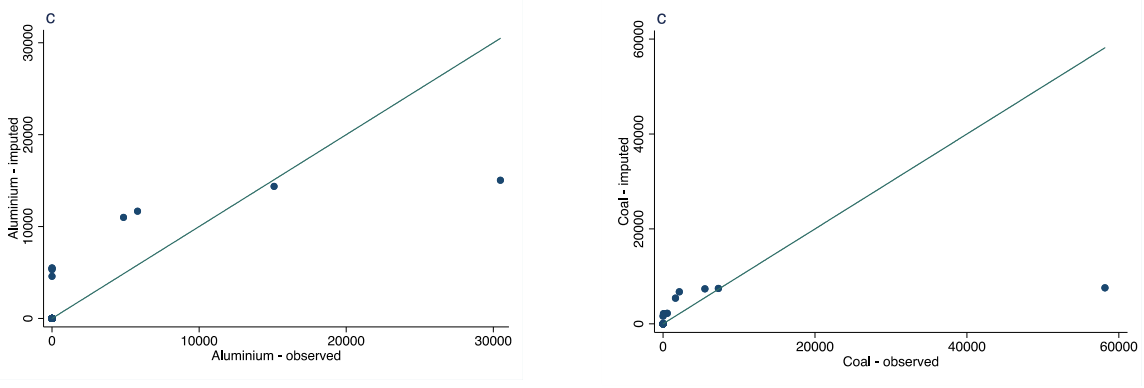 C
30000
20000
10000
0
Aluminium - imputed
0 10000 20000 30000
Aluminium - observed
C
60000
40000
20000
0
Coal - imputed
0 20000 40000 60000
Coal - observed